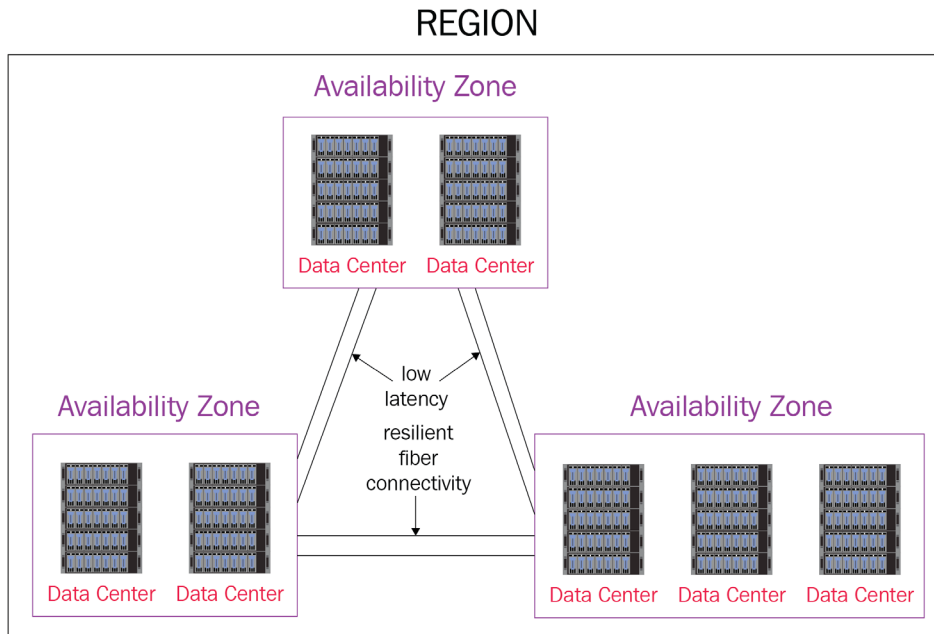 REGION
Availability Zone
Data Center
Data Center
low
latency
resilient
fiber
connectivity
Availability Zone
Data Center
Data Center
Availability Zone
Data Center
Data Center
Data Center